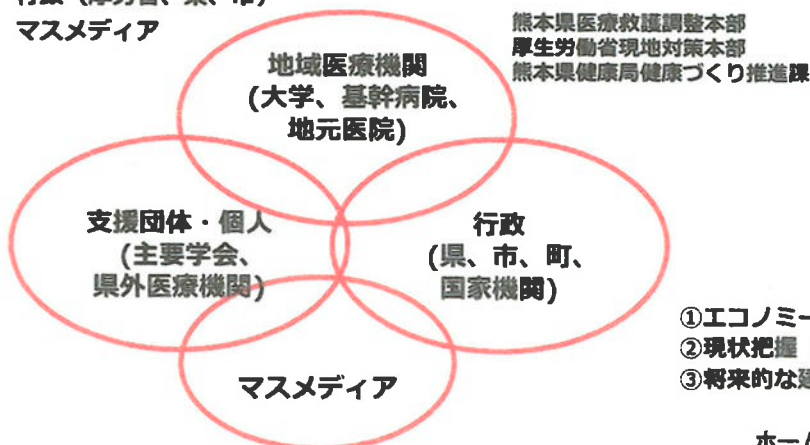 マスメディア
熊本県医療救護調整本部
厚生労働省現地対策本部
熊本県健康局健康づくり推進課
地域医療機関
(大学、基幹病院、
地元医院)
支援団体・個人
(主要学会、
県外医療機関)
行政
(県、市、町、
国家機関)
マスメディア
①エコノミー
②現状把握
③将来的な